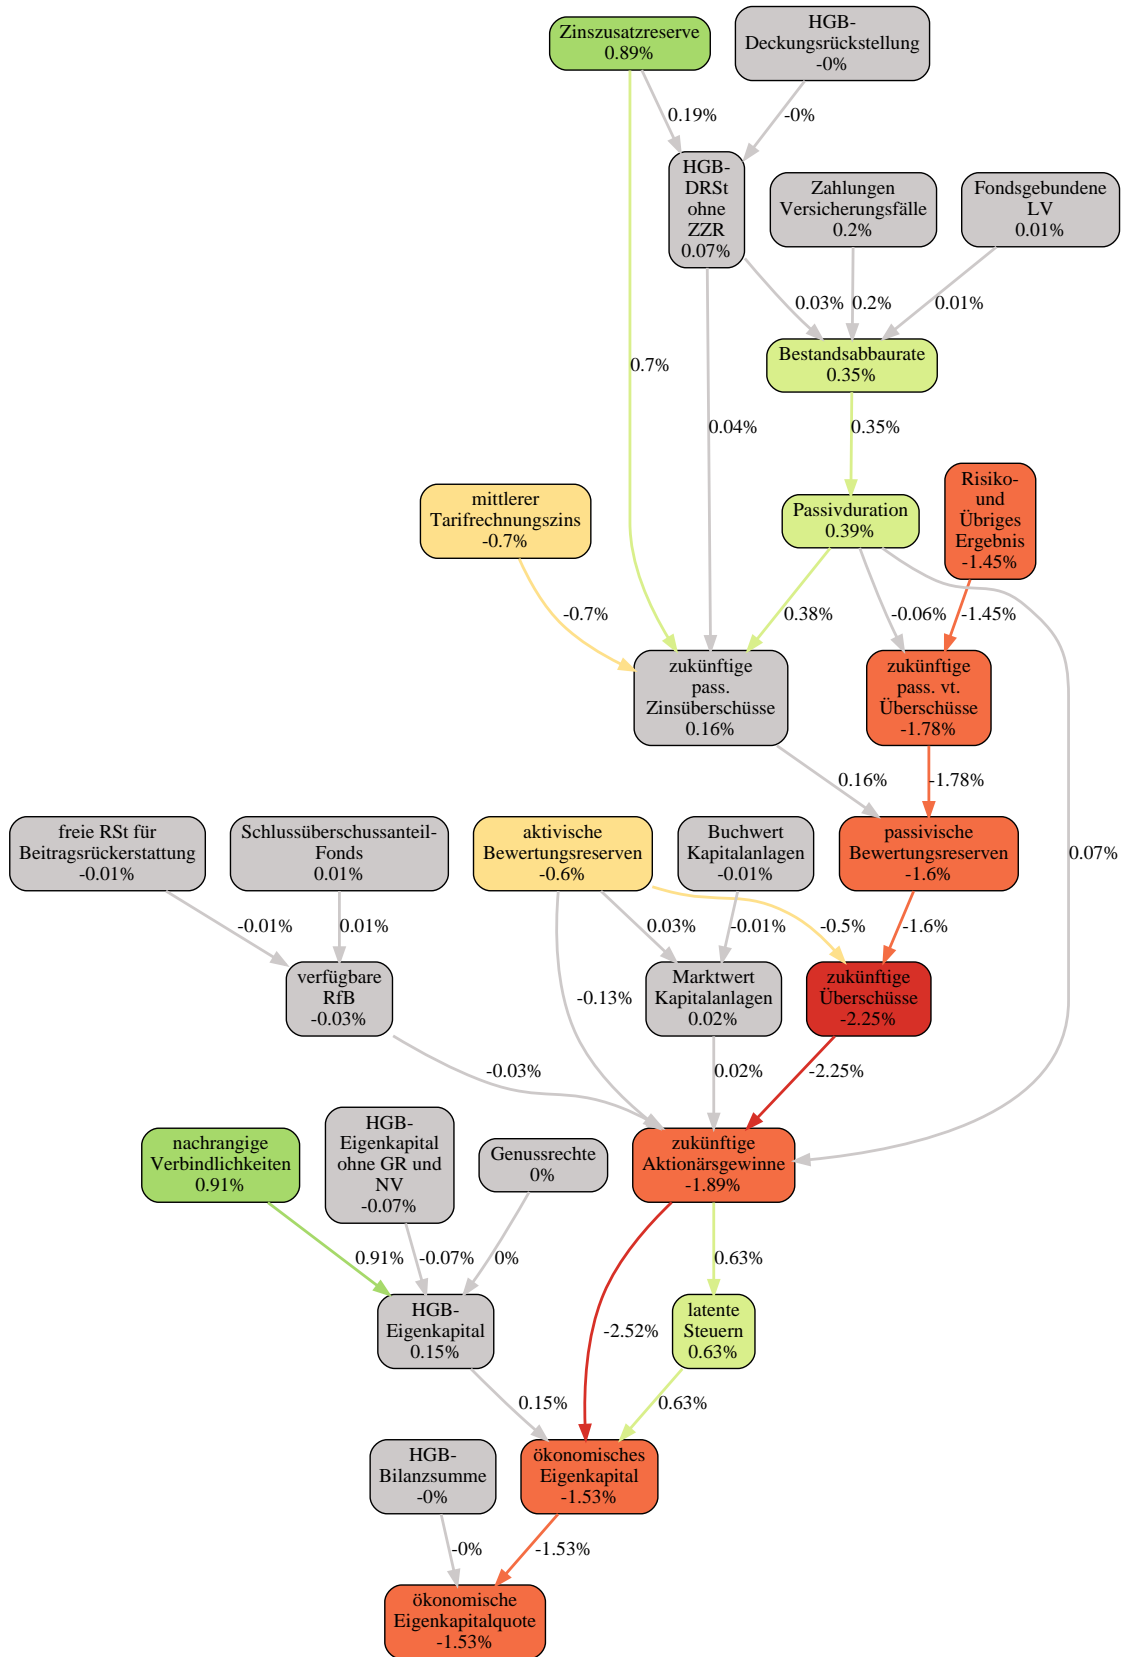 Zinszusatzreserve
0.89%
HGB-
Deckungsrückstellung
-0%
0.19%
-0%
HGB-
DRSt
ohne
ZZR
0.07%
Zahlungen
Versicherungsfälle
0.2%
Fondsgebundene
LV
0.01%
0.03%
0.2%
0.01%
Bestandsabbaurate
0.35%
0.7%
0.04%
0.35%
mittlerer
Tarifrechnungszins
-0.7%
Passivduration
0.39%
Risiko-
und
Übriges
Ergebnis
-1.45%
-0.7%
0.38%
-0.06%
-1.45%
zukünftige
pass.
Zinsüberschüsse
0.16%
zukünftige
pass. vt.
Überschüsse
-1.78%
0.16%
-1.78%
freie RSt für
Beitragsrückerstattung
-0.01%
Schlussüberschussanteil-
Fonds
0.01%
aktivische
Bewertungsreserven
-0.6%
Buchwert
Kapitalanlagen
-0.01%
passivische
Bewertungsreserven
-1.6%
0.07%
-0.01%
0.01%
0.03%
-0.01%
-0.5%
-1.6%
verfügbare
RfB
-0.03%
-0.13%
Marktwert
Kapitalanlagen
0.02%
zukünftige
Überschüsse
-2.25%
-0.03%
0.02%
-2.25%
nachrangige
Verbindlichkeiten
0.91%
HGB-
Eigenkapital
ohne GR und
NV
-0.07%
Genussrechte
0%
zukünftige
Aktionärsgewinne
-1.89%
0.91%
-0.07%
0%
0.63%
HGB-
Eigenkapital
0.15%
-2.52%
latente
Steuern
0.63%
0.15%
0.63%
HGB-
Bilanzsumme
-0%
ökonomisches
Eigenkapital
-1.53%
-0%
-1.53%
ökonomische
Eigenkapitalquote
-1.53%